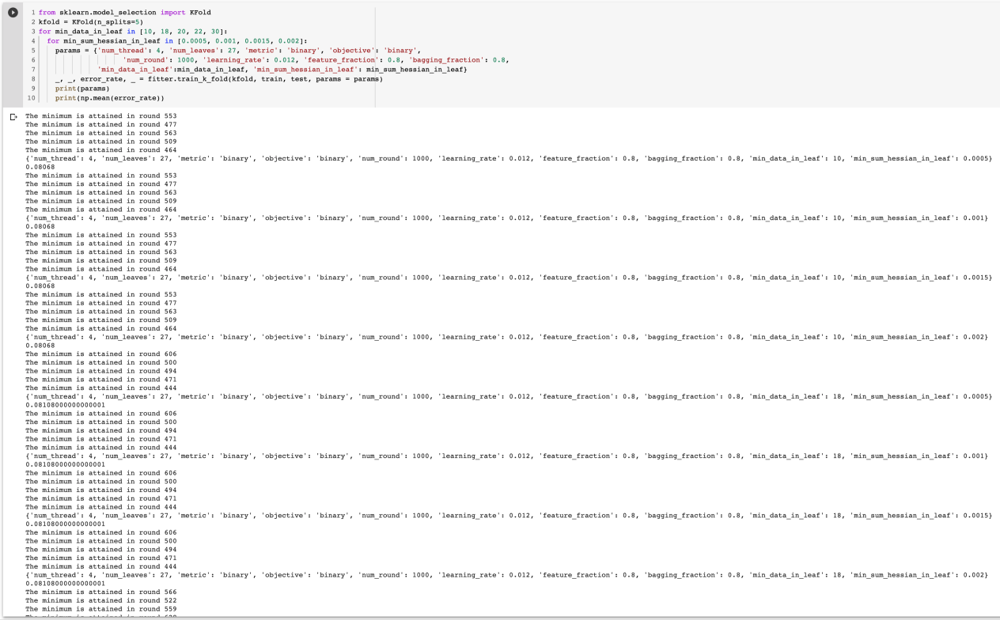 1 from sklearn.model_selection import KFold
2 kfold = KFold(n_splits=5)
3 for min_data_in_leaf in [10, 18, 20, 22, 30]:
4   for min_sum_hessian_in_leaf in [0.0005, 0.001, 0.0015, 0.002]:
5     params = {'num_thread': 4, 'num_leaves': 27, 'metric': 'binary', 'objective': 'binary',
6               'num_round': 1000, 'learning_rate': 0.012, 'feature_fraction': 0.8, 'bagging_fraction': 0.8,
7               'min_data_in_leaf':min_data_in_leaf, 'min_sum_hessian_in_leaf': min_sum_hessian_in_leaf}
8     _, _, error_rate, _ = fitter.train_k_fold(kfold, train, test, params = params)
9     print(params)
10     print(np.mean(error_rate))
The minimum is attained in round 553
The minimum is attained in round 477
The minimum is attained in round 563
The minimum is attained in round 509
The minimum is attained in round 464
{'num_thread': 4, 'num_leaves': 27, 'metric': 'binary', 'objective': 'binary', 'num_round': 1000, 'learning_rate': 0.012, 'feature_fraction': 0.8, 'bagging_fraction': 0.8, 'min_data_in_leaf': 10, 'min_sum_hessian_in_leaf': 0.0005}
0.08068
The minimum is attained in round 553
The minimum is attained in round 477
The minimum is attained in round 563
The minimum is attained in round 509
The minimum is attained in round 464
{'num_thread': 4, 'num_leaves': 27, 'metric': 'binary', 'objective': 'binary', 'num_round': 1000, 'learning_rate': 0.012, 'feature_fraction': 0.8, 'bagging_fraction': 0.8, 'min_data_in_leaf': 10, 'min_sum_hessian_in_leaf': 0.001}
0.08068
The minimum is attained in round 553
The minimum is attained in round 477
The minimum is attained in round 563
The minimum is attained in round 509
The minimum is attained in round 464
{'num_thread': 4, 'num_leaves': 27, 'metric': 'binary', 'objective': 'binary', 'num_round': 1000, 'learning_rate': 0.012, 'feature_fraction': 0.8, 'bagging_fraction': 0.8, 'min_data_in_leaf': 10, 'min_sum_hessian_in_leaf': 0.0015}
0.08068
The minimum is attained in round 553
The minimum is attained in round 477
The minimum is attained in round 563
The minimum is attained in round 509
The minimum is attained in round 464
{'num_thread': 4, 'num_leaves': 27, 'metric': 'binary', 'objective': 'binary', 'num_round': 1000, 'learning_rate': 0.012, 'feature_fraction': 0.8, 'bagging_fraction': 0.8, 'min_data_in_leaf': 10, 'min_sum_hessian_in_leaf': 0.002}
0.08068
The minimum is attained in round 606
The minimum is attained in round 500
The minimum is attained in round 494
The minimum is attained in round 471
The minimum is attained in round 444
{'num_thread': 4, 'num_leaves': 27, 'metric': 'binary', 'objective': 'binary', 'num_round': 1000, 'learning_rate': 0.012, 'feature_fraction': 0.8, 'bagging_fraction': 0.8, 'min_data_in_leaf': 18, 'min_sum_hessian_in_leaf': 0.0005}
0.08108000000000001
The minimum is attained in round 606
The minimum is attained in round 500
The minimum is attained in round 494
The minimum is attained in round 471
The minimum is attained in round 444
{'num_thread': 4, 'num_leaves': 27, 'metric': 'binary', 'objective': 'binary', 'num_round': 1000, 'learning_rate': 0.012, 'feature_fraction': 0.8, 'bagging_fraction': 0.8, 'min_data_in_leaf': 18, 'min_sum_hessian_in_leaf': 0.001}
0.08108000000000001
The minimum is attained in round 606
The minimum is attained in round 500
The minimum is attained in round 494
The minimum is attained in round 471
The minimum is attained in round 444
{'num_thread': 4, 'num_leaves': 27, 'metric': 'binary', 'objective': 'binary', 'num_round': 1000, 'learning_rate': 0.012, 'feature_fraction': 0.8, 'bagging_fraction': 0.8, 'min_data_in_leaf': 18, 'min_sum_hessian_in_leaf': 0.0015}
0.08108000000000001
The minimum is attained in round 606
The minimum is attained in round 500
The minimum is attained in round 494
The minimum is attained in round 471
The minimum is attained in round 444
{'num_thread': 4, 'num_leaves': 27, 'metric': 'binary', 'objective': 'binary', 'num_round': 1000, 'learning_rate': 0.012, 'feature_fraction': 0.8, 'bagging_fraction': 0.8, 'min_data_in_leaf': 18, 'min_sum_hessian_in_leaf': 0.002}
0.08108000000000001
The minimum is attained in round 566
The minimum is attained in round 522
The minimum is attained in round 559